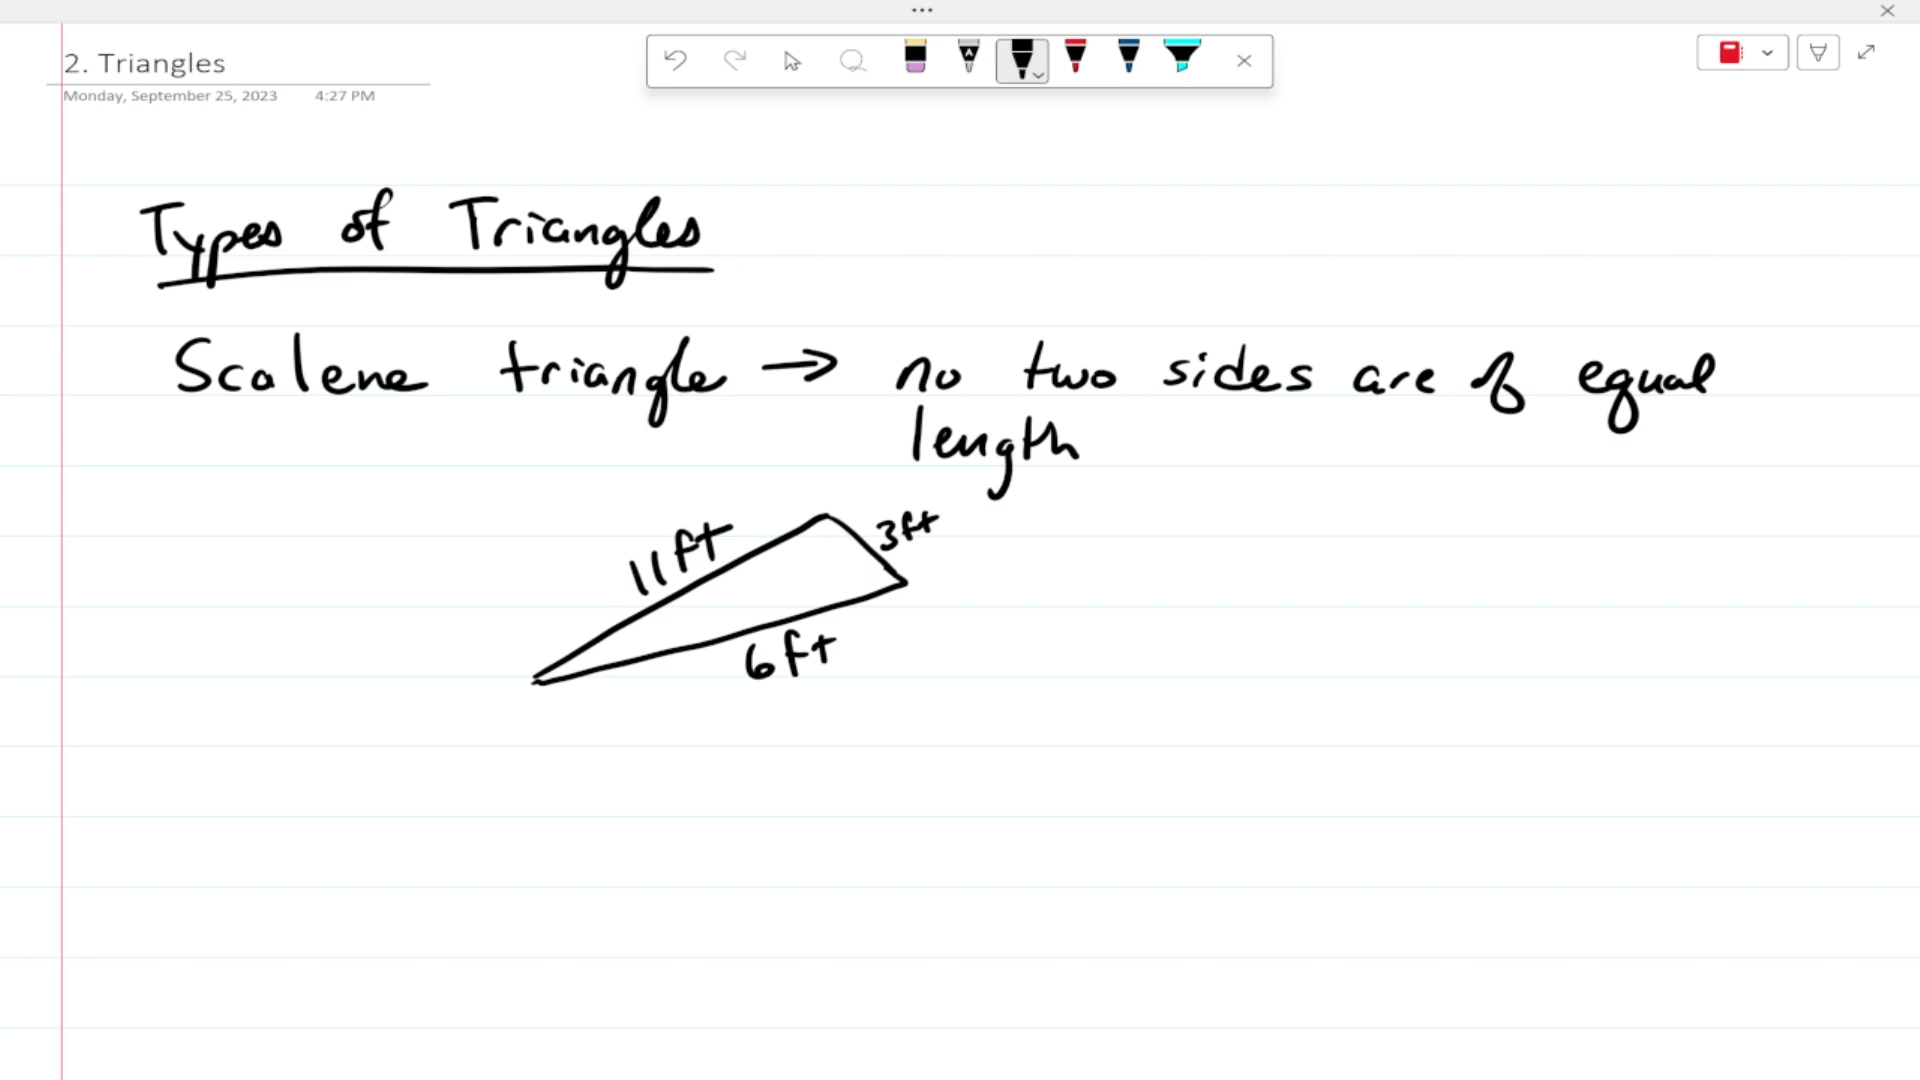 2. Triangles
Monday, September 25, 2023 4:27 PM
Types of Triangles
Scalene triangle → no two sides are of equal
length
11ft
3ft
6ft